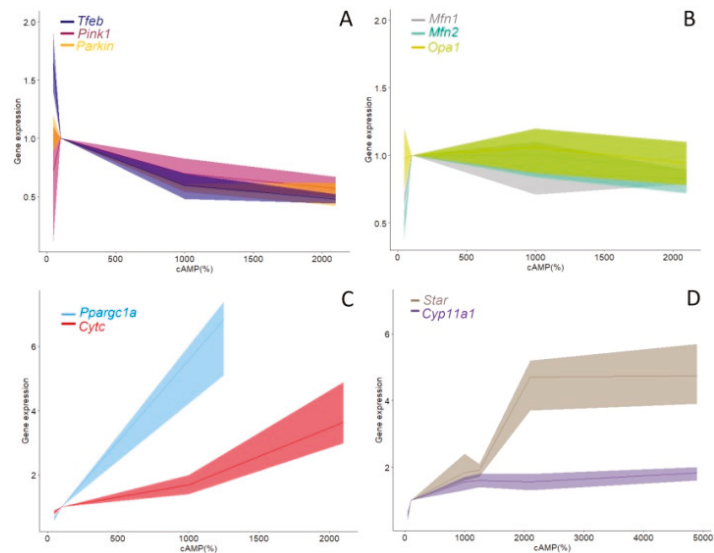 A
Tfeb
Pink1
Parkin
Gene expression
2.0
1.5
1.0
0.5
0 500 1000 1500 2000
cAMP(%)
B
Mfn1
Mfn2
Opa1
Gene expression
2.0
1.5
1.0
0.5
0 500 1000 1500 2000
cAMP(%)
C
Ppargc1a
Cytc
Gene expression
6
4
2
0 500 1000 1500 2000
cAMP(%)
D
Star
Cyp11a1
Gene expression
6
4
2
0 1000 2000 3000 4000 5000
cAMP(%)